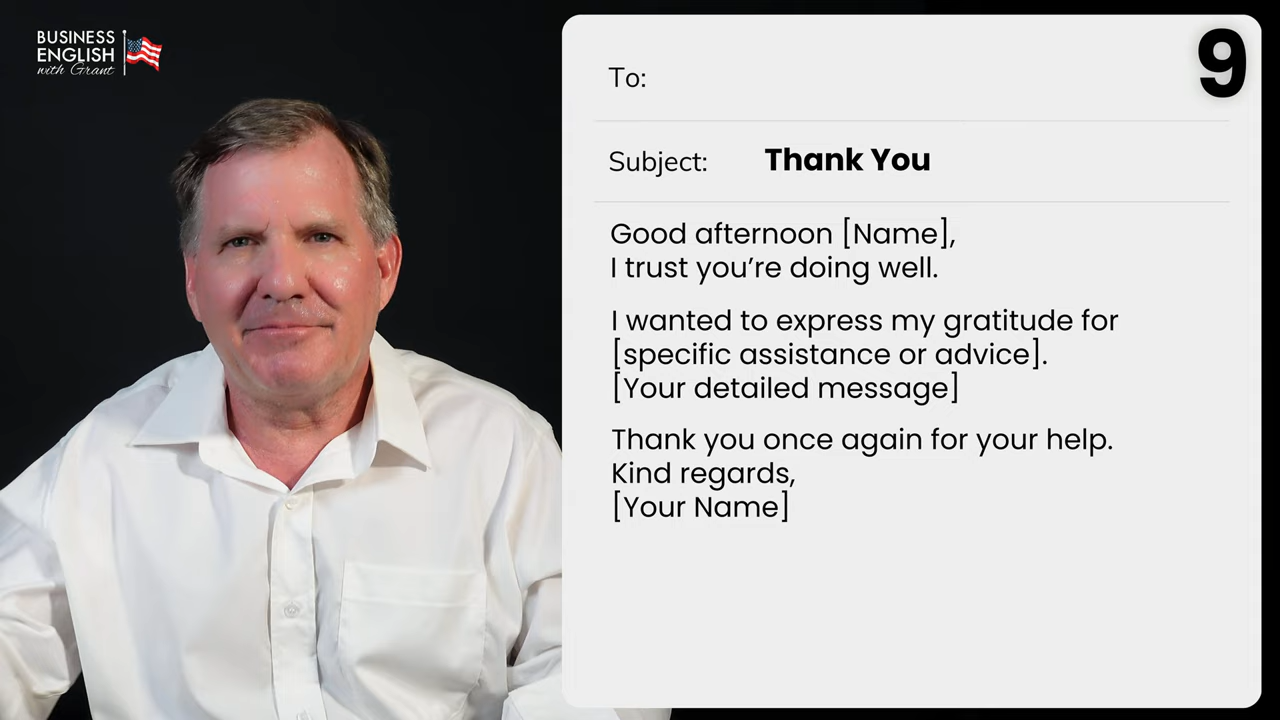 BUSINESS
ENGLISH
with Grant
9
To:
Subject: Thank You
Good afternoon [Name],
I trust you’re doing well.
I wanted to express my gratitude for
[specific assistance or advice].
[Your detailed message]
Thank you once again for your help.
Kind regards,
[Your Name]